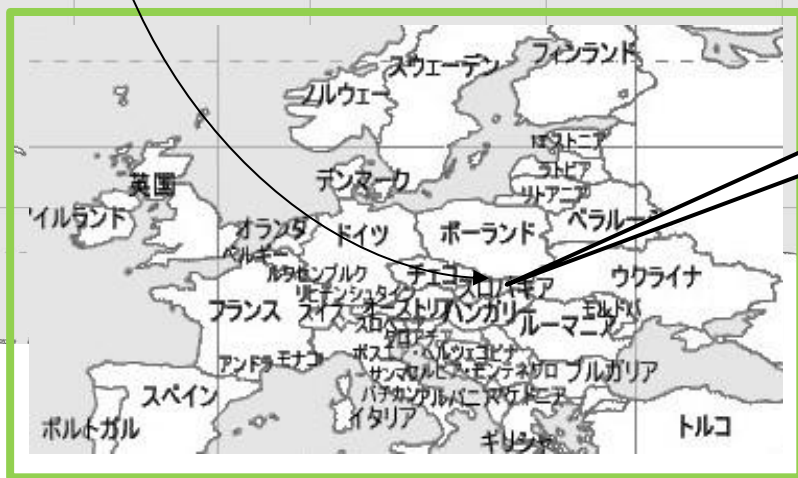 スウェーデン
フィンランド
ノルウェー
エストニア
ラトビア
リトアニア
英国
デンマーク
イルランド
オランダ
ドイツ
ポーランド
ベラルーシ
ベルギー
チェコ
スロバキア
ウクライナ
ルクセンブルク
リヒテンシュタイン
フランス
スイス
オーストリア
ハンガリー
ルーマニア
モルドバ
スロベニア
クロアチア
ボスニア・ヘルツェゴビナ
アンドラ
モナコ
サンマリノ
セルビア・モンテネグロ
ブルガリア
スペイン
バチカン
アルバニア
マケドニア
イタリア
ポルトガル
ギリシャ
トルコ